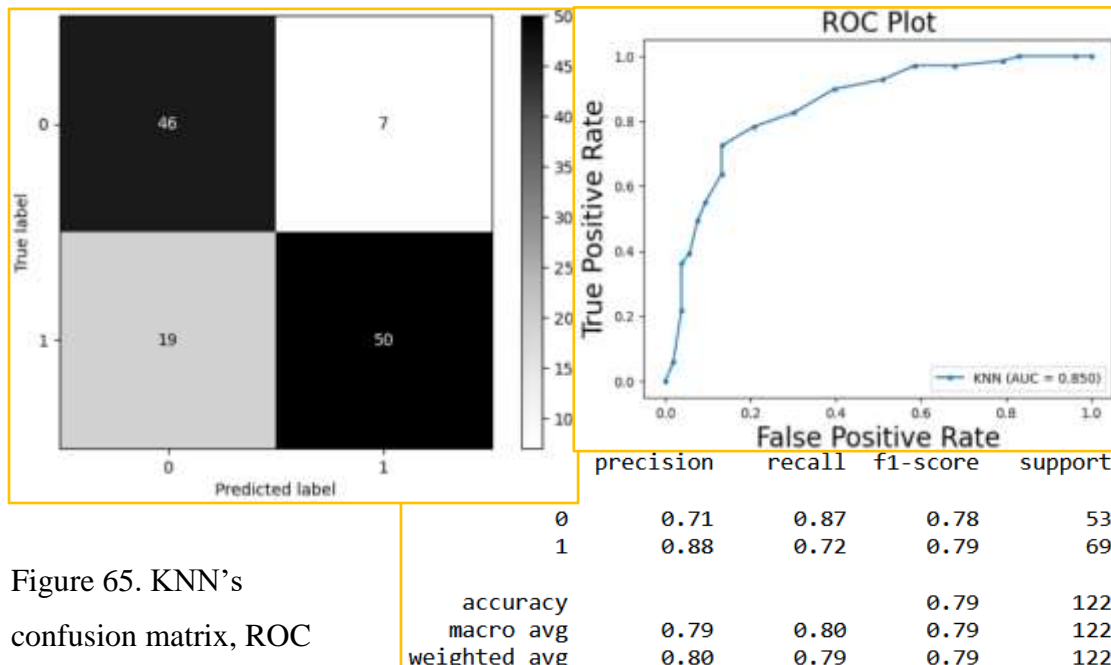 50
45
40
35
30
25
20
15
10
0
46
7
True label
1
19
50
0
1
Predicted label
ROC Plot
1.0
0.8
0.6
0.4
0.2
0.0
True Positive Rate
KNN (AUC = 0.850)
0.0
0.2
0.4
0.6
0.8
1.0
False Positive Rate
precision recall f1-score support
0 0.71 0.87 0.78 53
1 0.88 0.72 0.79 69
accuracy 0.79 122
macro avg 0.79 0.80 0.79 122
weighted avg 0.80 0.79 0.79 122
Figure 65. KNN’s
confusion matrix, ROC